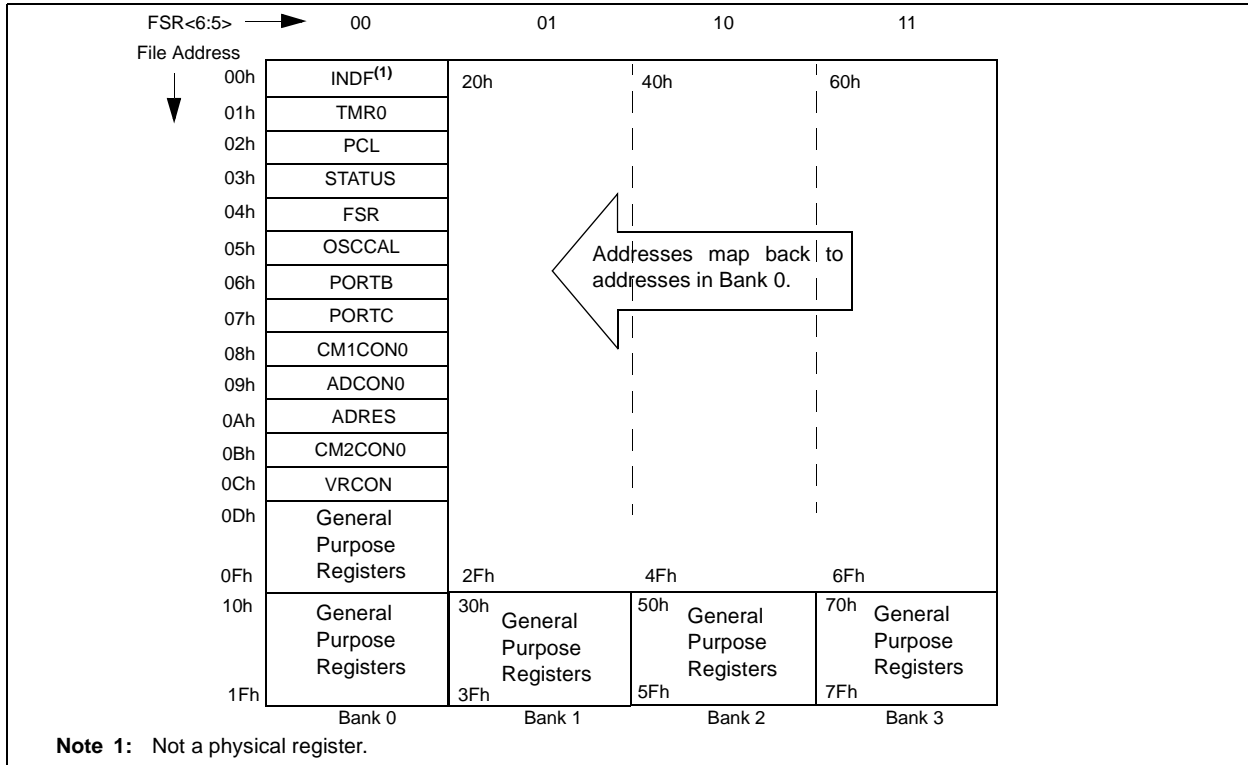 FSR<6:5> 00 01 10 11
File Address
00h INDF(1) 20h 40h 60h
01h TMR0
02h PCL
03h STATUS
04h FSR
05h OSCCAL
Addresses map back to
addresses in Bank 0.
06h PORTB
07h PORTC
08h CM1CON0
09h ADCON0
0Ah ADRES
0Bh CM2CON0
0Ch VRCON
0Dh General
Purpose
Registers
0Fh 2Fh 4Fh 6Fh
10h General
Purpose
Registers
1Fh
30h General
Purpose
Registers
3Fh
50h General
Purpose
Registers
5Fh
70h General
Purpose
Registers
7Fh
Bank 0 Bank 1 Bank 2 Bank 3
Note 1: Not a physical register.